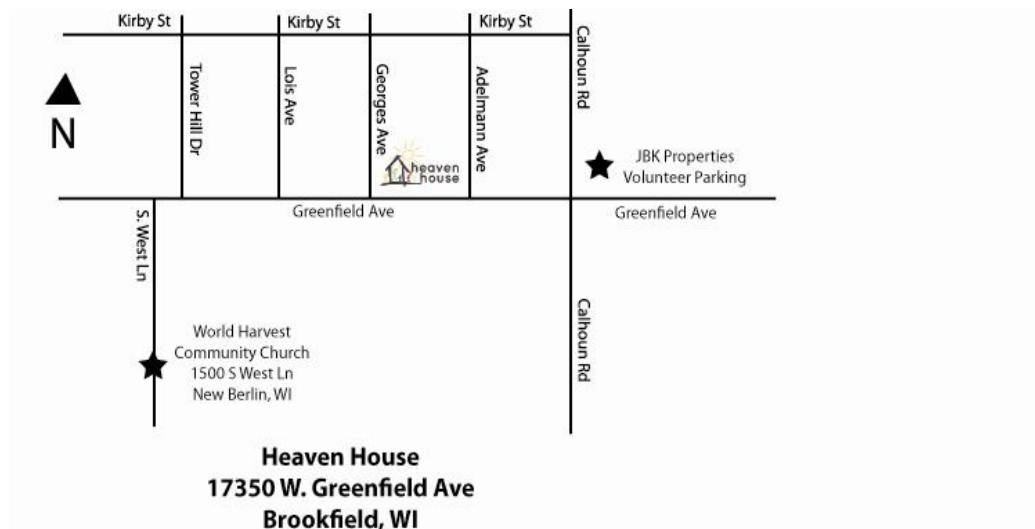 Kirby St
Kirby St
Kirby St
Calhoun Rd
Tower Hill Dr
Lois Ave
Georges Ave
Adelmann Ave
N
heaven
house
JBK Properties
Volunteer Parking
Greenfield Ave
Greenfield Ave
S. West Ln
Calhoun Rd
World Harvest
Community Church
1500 S West Ln
New Berlin, WI
Heaven House
17350 W. Greenfield Ave
Brookfield, WI